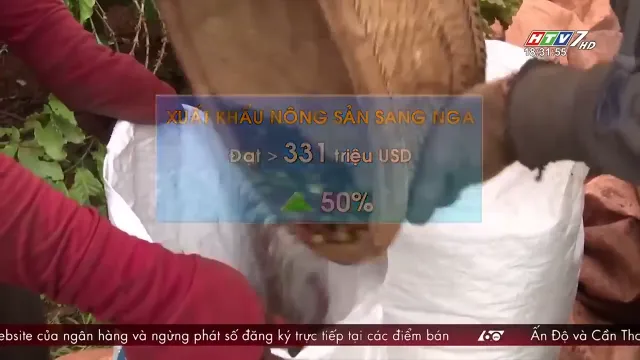 HTV7 HD
18:31:55
XUẤT KHẨU NÔNG SẢN SANG NGA
Đạt > 331 triệu USD
50%
ebsite của ngân hàng và ngừng phát số đăng ký trực tiếp tại các điểm bán
60
Ấn Độ và Cần Thơ